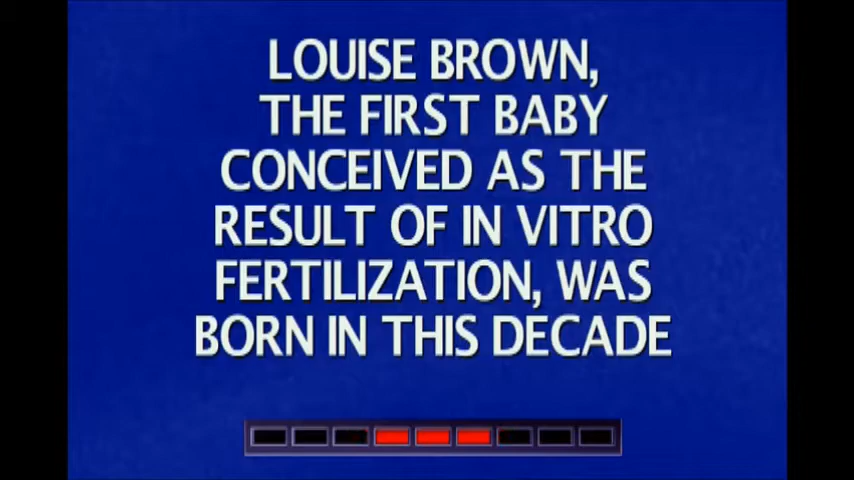 LOUISE BROWN,
THE FIRST BABY
CONCEIVED AS THE
RESULT OF IN VITRO
FERTILIZATION, WAS
BORN IN THIS DECADE